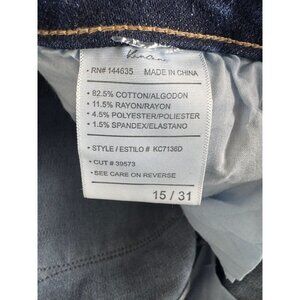 • RN# 144635 MADE IN CHINA
• 82.5% COTTON/ALGODON
• 11.5% RAYON/RAYON
• 4.5% POLYESTER/POLIESTER
• 1.5% SPANDEX/ELASTANO
• STYLE / ESTILO # KC7136D
• CUT # 39573
• SEE CARE ON REVERSE
15 / 31